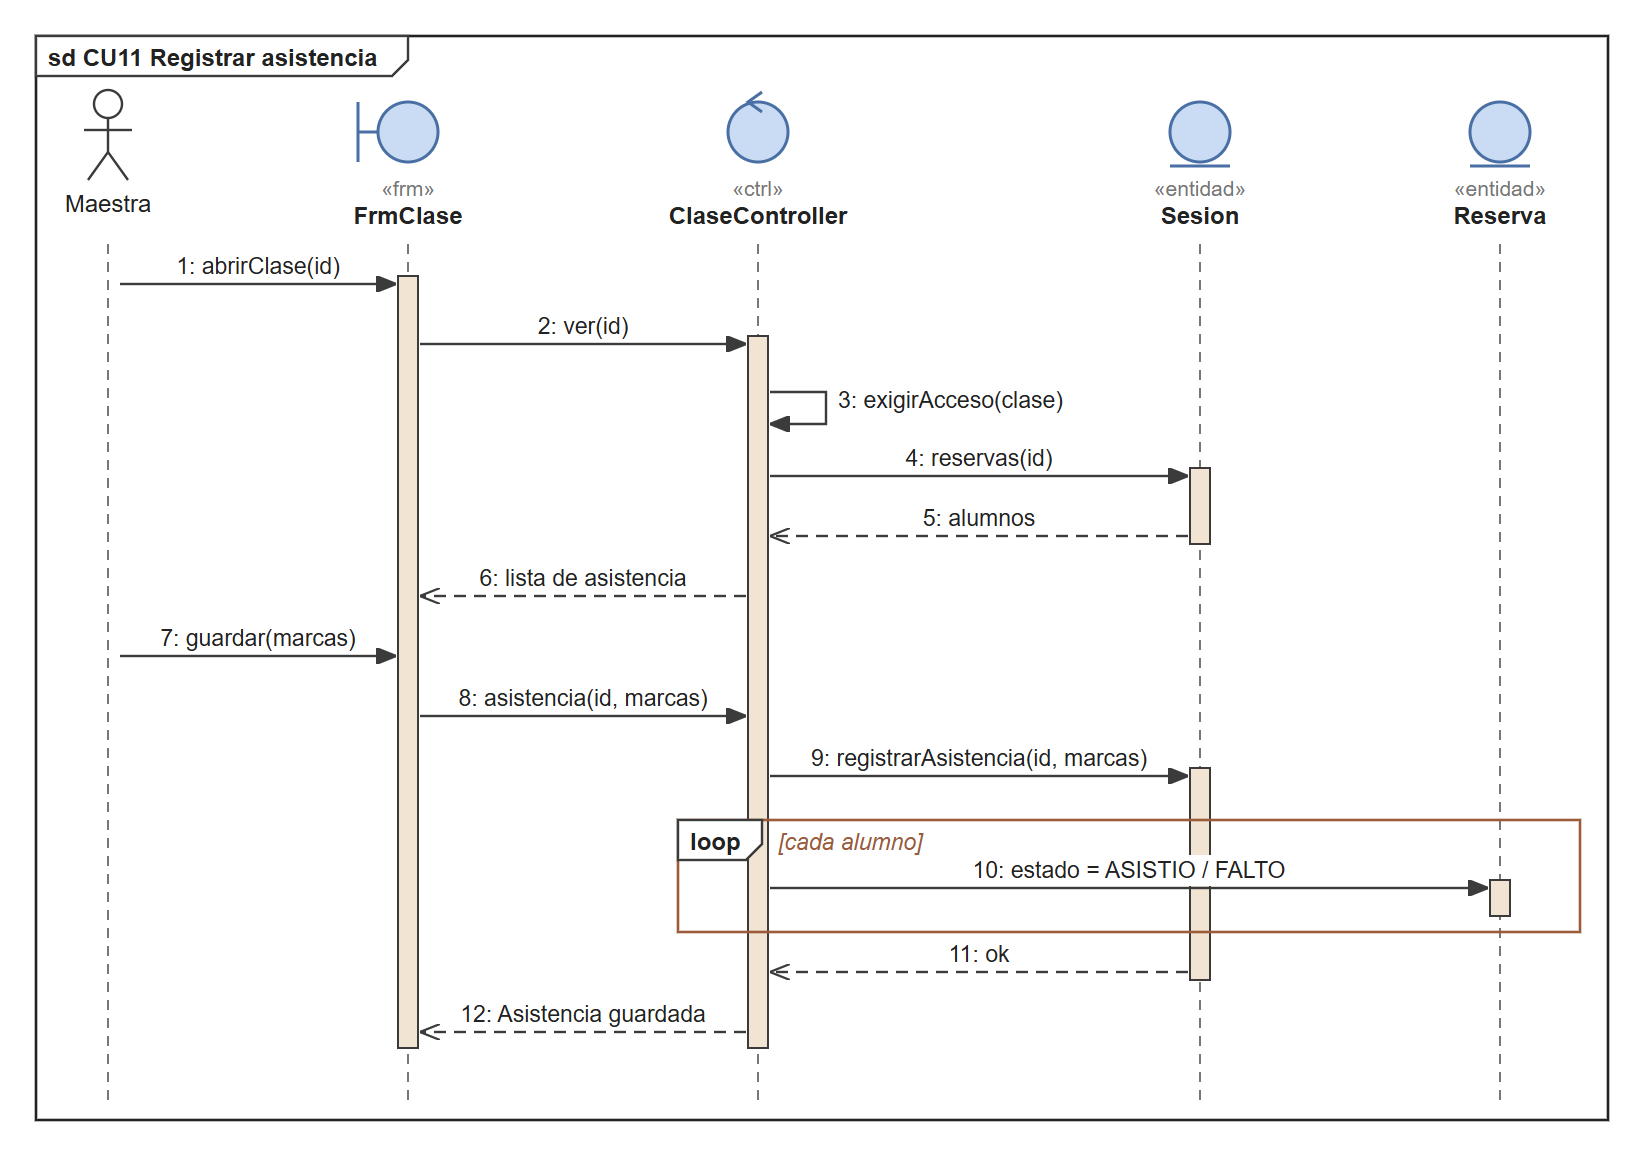 sd CU11 Registrar asistencia
Maestra
«frm»
FrmClase
«ctrl»
ClaseController
«entidad»
Sesion
«entidad»
Reserva
1: abrirClase(id)
2: ver(id)
3: exigirAcceso(clase)
4: reservas(id)
5: alumnos
6: lista de asistencia
7: guardar(marcas)
8: asistencia(id, marcas)
9: registrarAsistencia(id, marcas)
loop [cada alumno]
10: estado = ASISTIO / FALTO
11: ok
12: Asistencia guardada